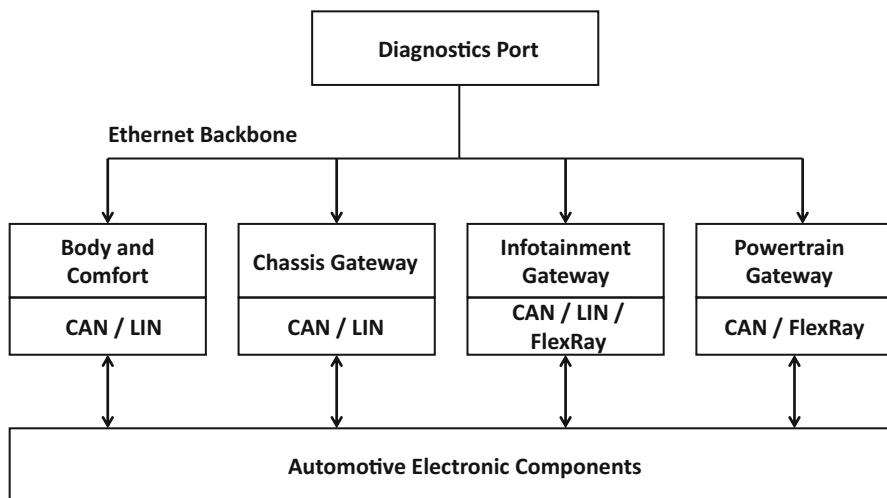 Diagnostics Port
Ethernet Backbone
Body and
Comfort
CAN / LIN
Chassis Gateway
CAN / LIN
Infotainment
Gateway
CAN / LIN /
FlexRay
Powertrain
Gateway
CAN / FlexRay
Automotive Electronic Components